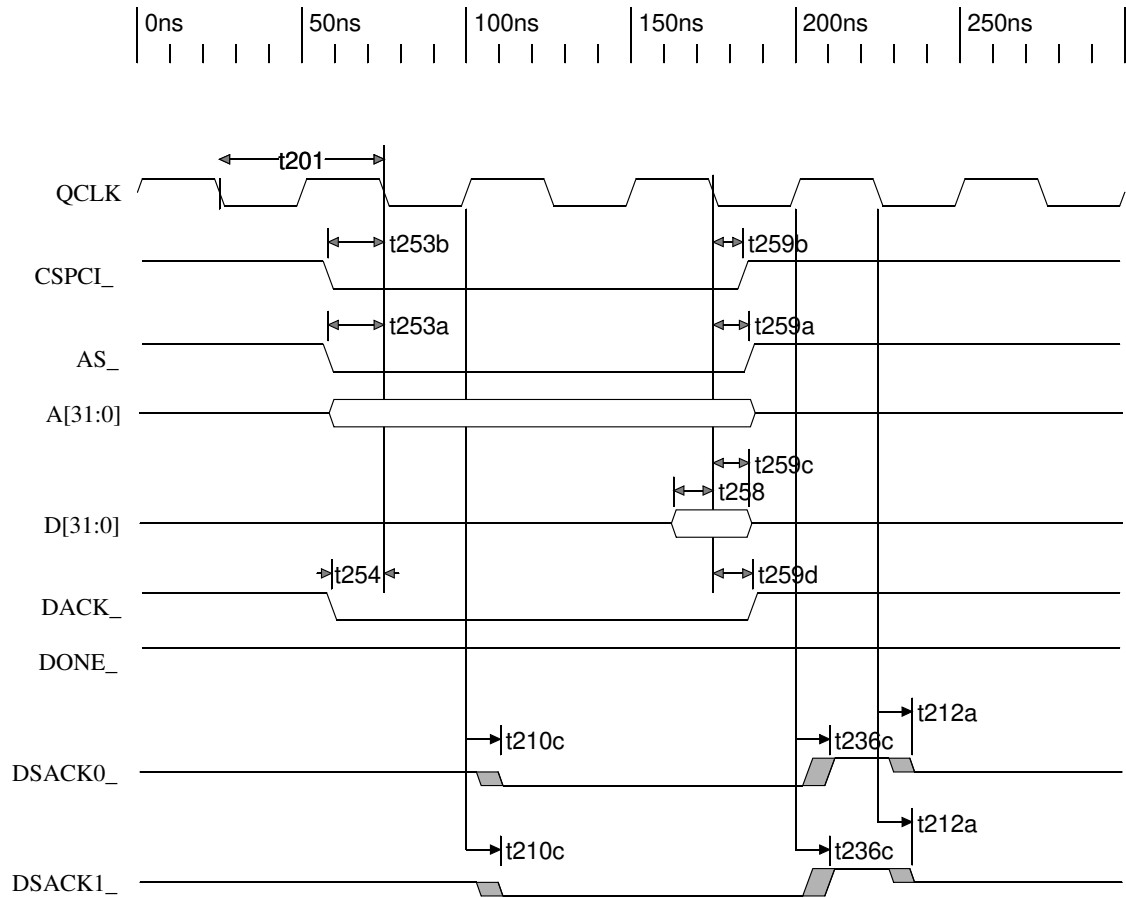 0ns 50ns 100ns 150ns 200ns 250ns
t201
QCLK
t253b t259b
CSPCI_
t253a t259a
AS_
A[31:0]
t259c
t258
D[31:0]
t254 t259d
DACK_
DONE_
t212a
t210c t236c
DSACK0_
t212a
t210c t236c
DSACK1_